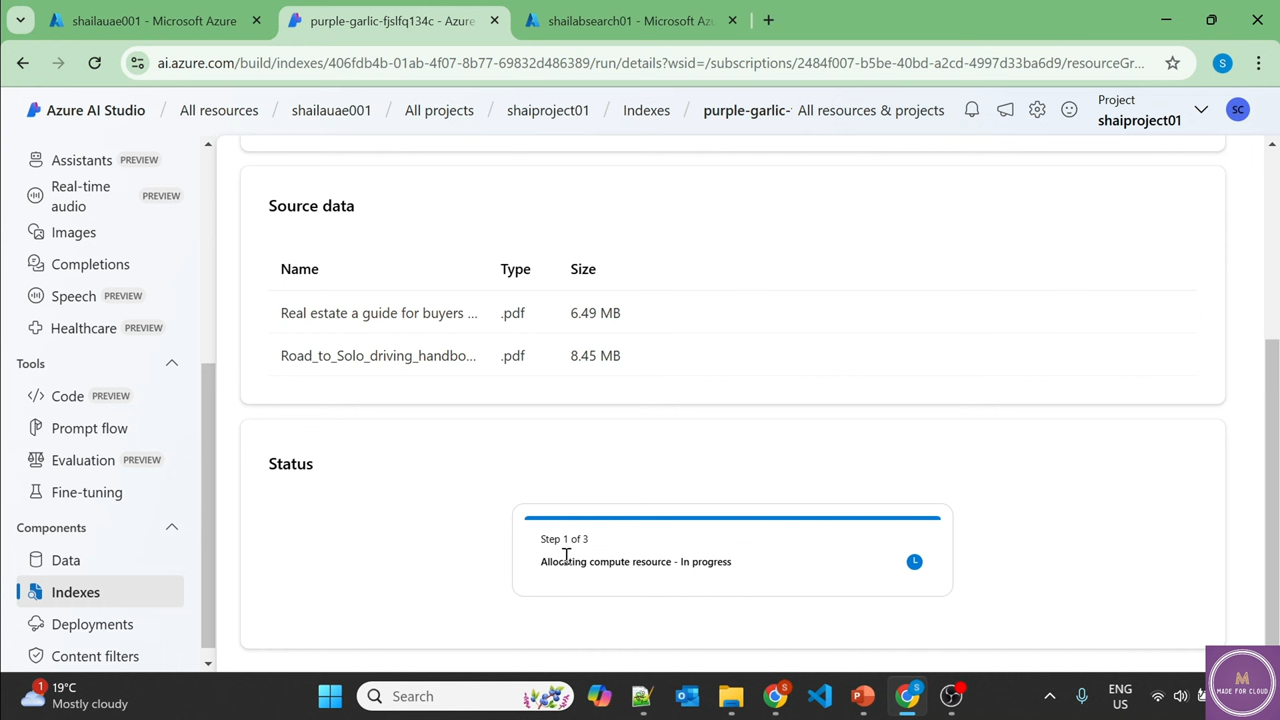 shailauae001 - Microsoft Azure
purple-garlic-fjslfq134c - Azure
shailabsearch01 - Microsoft Azure
ai.azure.com/build/indexes/406fdb4b-01ab-4f07-8b77-69832d486389/run/details?wsid=/subscriptions/2484f007-b5be-40bd-a2cd-4997d33ba6d9/resourceGr...
S
Azure AI Studio / All resources / shailauae001 / All projects / shaiproject01 / Indexes / purple-garlic- All resources & projects
Project
shaiproject01
SC
Assistants PREVIEW
Real-time audio PREVIEW
Images
Completions
Speech PREVIEW
Healthcare PREVIEW
Tools
Code PREVIEW
Prompt flow
Evaluation PREVIEW
Fine-tuning
Components
Data
Indexes
Deployments
Content filters
Source data
Name Type Size
Real estate a guide for buyers ... .pdf 6.49 MB
Road_to_Solo_driving_handbo... .pdf 8.45 MB
Status
Step 1 of 3
Allocating compute resource - In progress
1
19°C
Mostly cloudy
Search
S
S
ENG
US
M
MADE FOR CLOUD